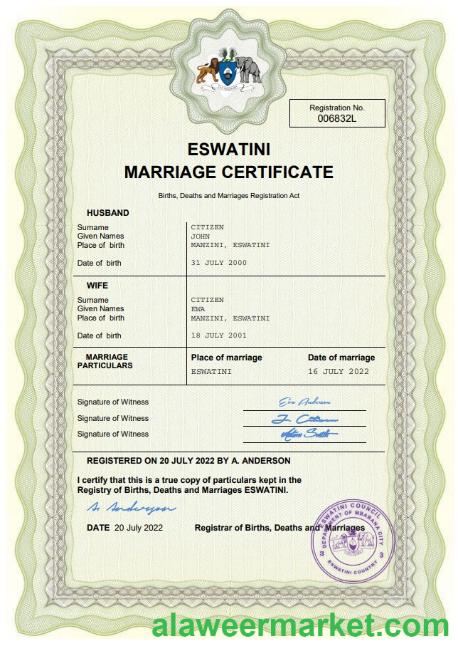 Registration No.
006832L
ESWATINI
MARRIAGE CERTIFICATE
Births, Deaths and Marriages Registration Act
HUSBAND
Surname CITIZEN
Given Names JOHN
Place of birth MANZINI, ESWATINI
Date of birth 31 JULY 2000
WIFE
Surname CITIZEN
Given Names EWA
Place of birth MANZINI, ESWATINI
Date of birth 18 JULY 2001
MARRIAGE PARTICULARS Place of marriage Date of marriage
ESWATINI 16 JULY 2022
Signature of Witness
Signature of Witness
Signature of Witness
REGISTERED ON 20 JULY 2022 BY A. ANDERSON
I certify that this is a true copy of particulars kept in the
Registry of Births, Deaths and Marriages ESWATINI.
A. Anderson
DATE 20 July 2022 Registrar of Births, Deaths and Marriages
ESWATINI COUNCIL
DEPARTMENT OF MBABANA CITY
ESWATINI COUNTRY
alaweermarket.com